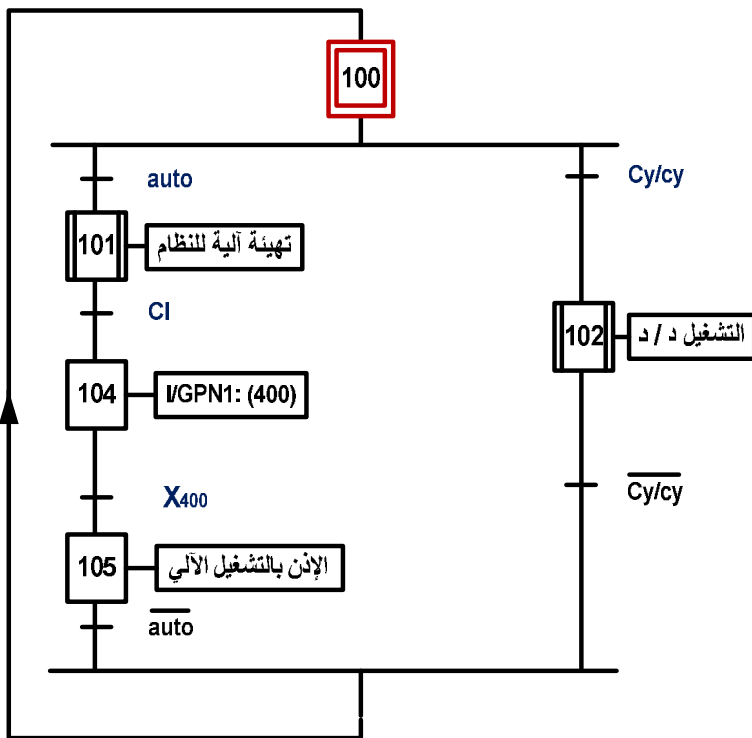 100
auto
Cy/cy
101
تهيئة آلية للنظام
CI
102
التشغيل د / د
104
I/GPN1: (400)
X400
Cy/cy
105
الإذن بالتشغيل الآلي
auto